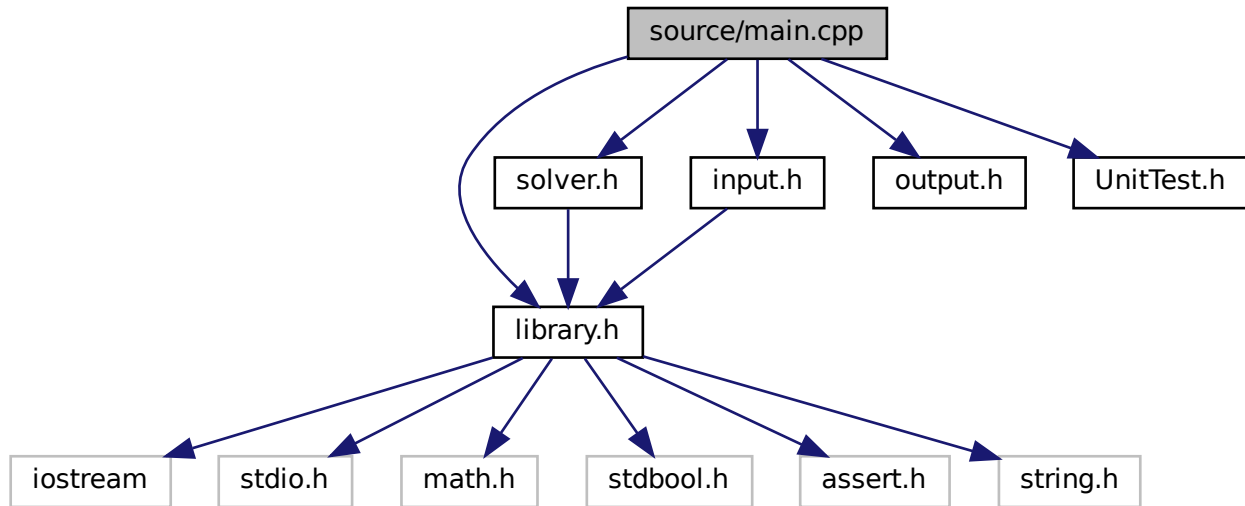 source/main.cpp
solver.h
input.h
output.h
UnitTest.h
library.h
iostream
stdio.h
math.h
stdbool.h
assert.h
string.h